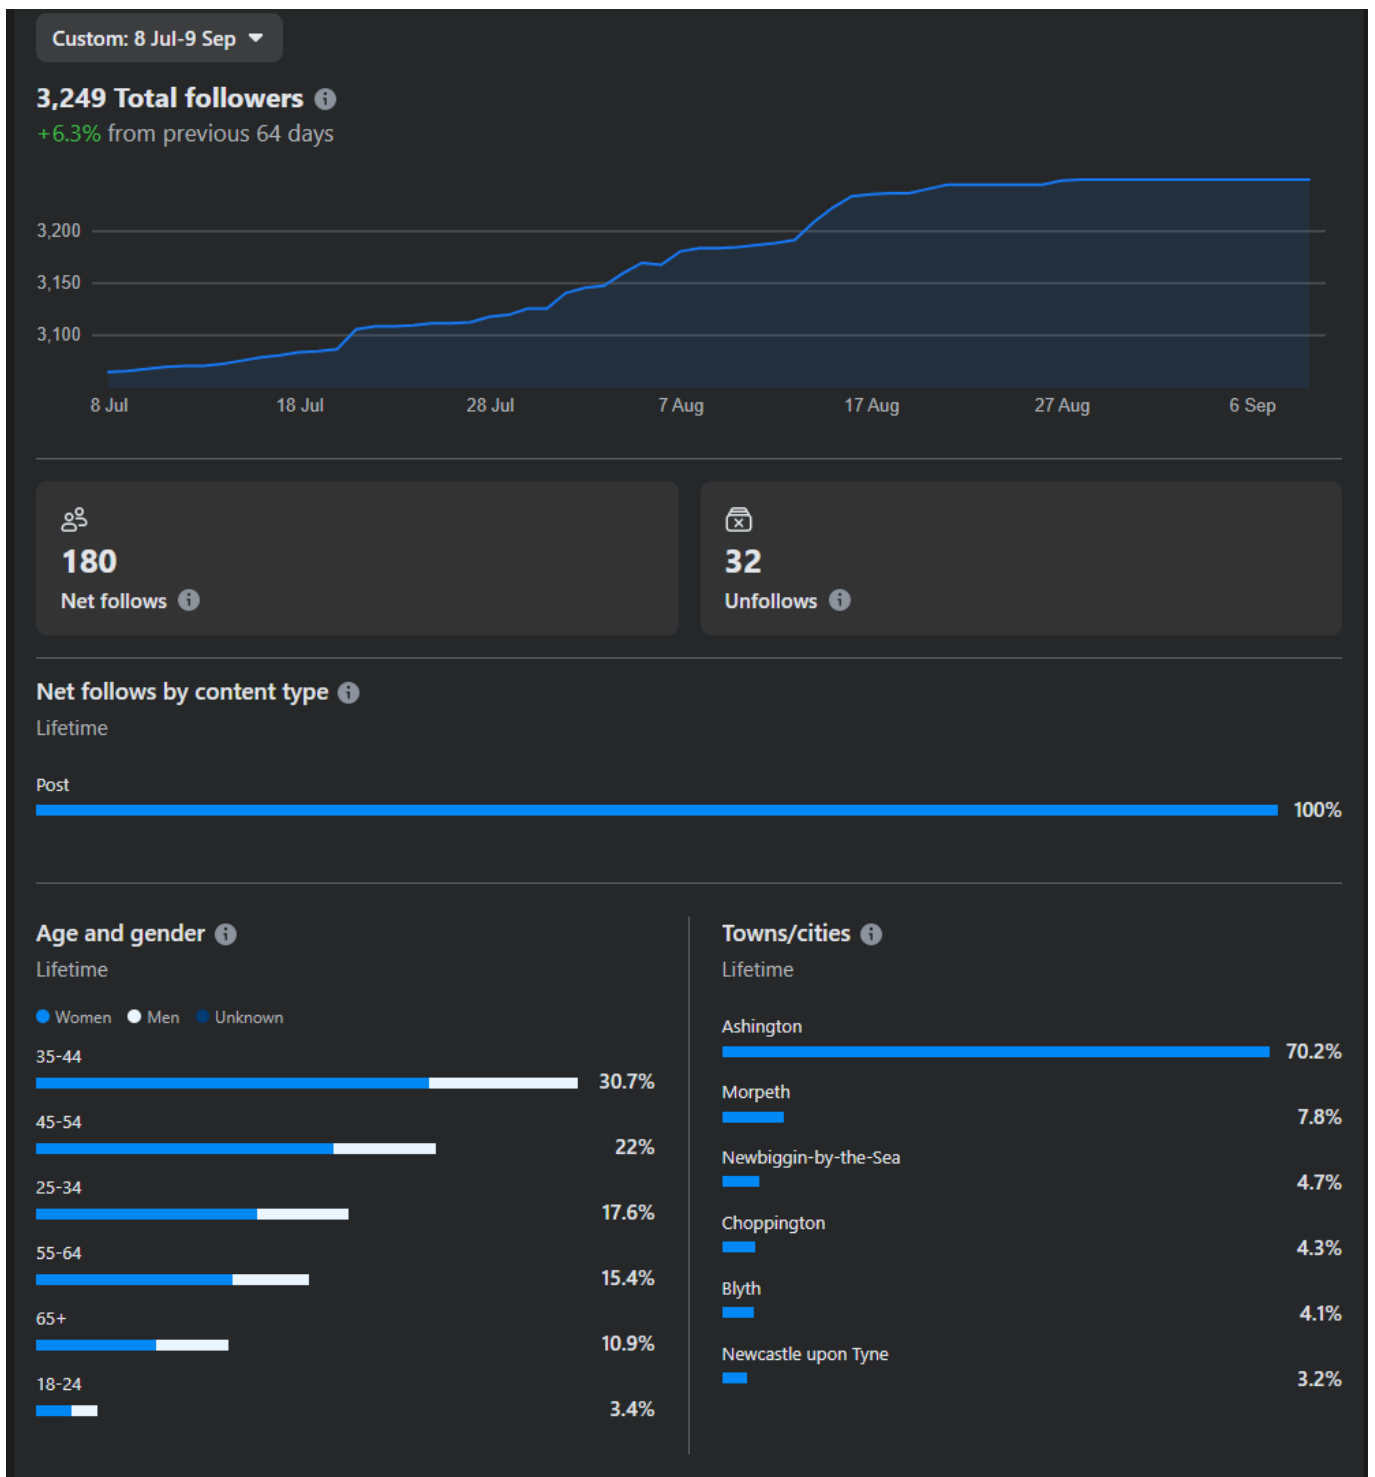 Custom: 8 Jul-9 Sep
3,249 Total followers
+6.3% from previous 64 days
3,200
3,150
3,100
8 Jul 18 Jul 28 Jul 7 Aug 17 Aug 27 Aug 6 Sep
180
Net follows
32
Unfollows
Net follows by content type
Lifetime
Post
100%
Age and gender
Lifetime
Women Men Unknown
35-44
30.7%
45-54
22%
25-34
17.6%
55-64
15.4%
65+
10.9%
18-24
3.4%
Towns/cities
Lifetime
Ashington
70.2%
Morpeth
7.8%
Newbiggin-by-the-Sea
4.7%
Choppington
4.3%
Blyth
4.1%
Newcastle upon Tyne
3.2%